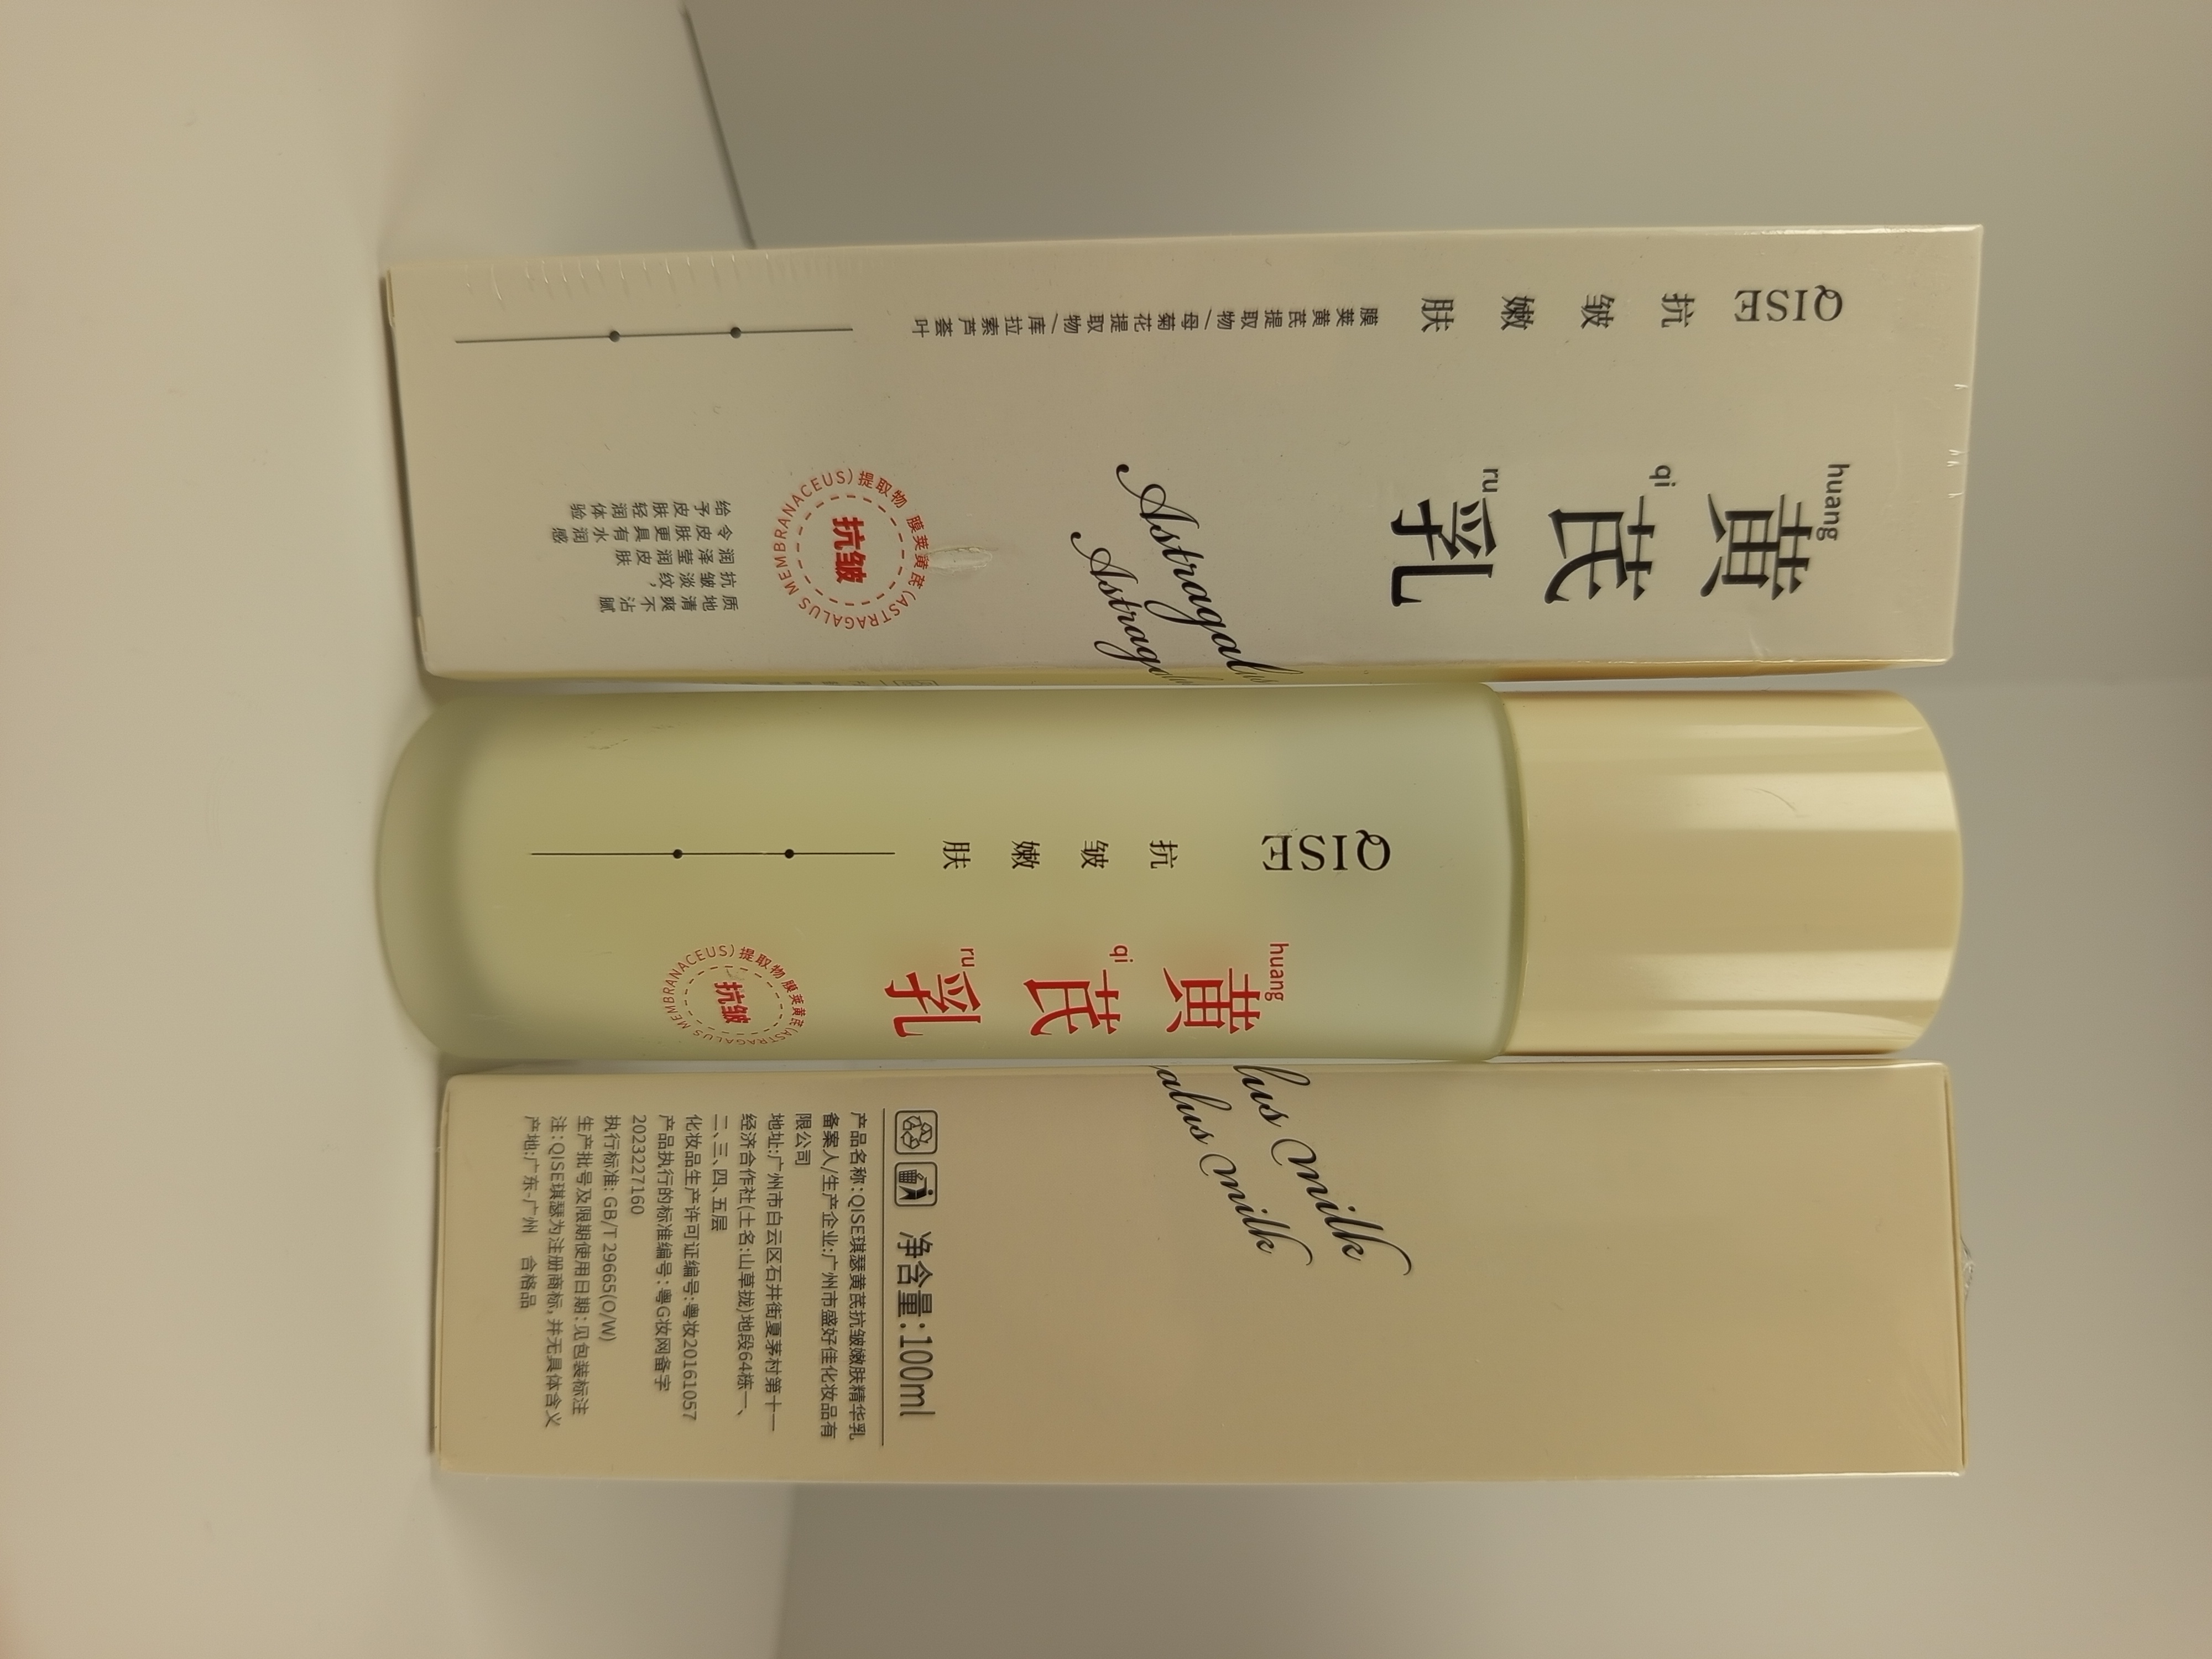 QISE 抗皱嫩肤
膜荚黄芪提取物/母菊花提取物/库拉索芦荟叶
huang
黄
qi
芪
ru
乳
Astragalus
Astragalu
膜荚黄芪(ASTRAGALUS MEMBRANACEUS)提取物
抗皱
质地清爽不沾腻
抗皱淡纹，
润泽莹润皮肤
令皮肤更具有水润感
给予皮肤轻润体验
QISE 抗皱嫩肤
huang
黄
qi
芪
ru
乳
膜荚黄芪(ASTRAGALUS MEMBRANACEUS)提取物
抗皱
lus milk
alus milk
净含量:100ml
产品名称:QISE琪瑟黄芪抗皱嫩肤精华乳
备案人/生产企业:广州市盛好佳化妆品有
限公司
地址:广州市白云区石井街夏茅村第十一
经济合作社(土名:山草拢)地段64栋一、
二、三、四、五层
化妆品生产许可证编号:粤妆20161057
产品执行的标准编号:粤G妆网备字
2023227160
执行标准: GB/T 29665(O/W)
生产批号及限期使用日期:见包装标注
注:QISE琪瑟为注册商标,并无具体含义
产地:广东-广州 合格品